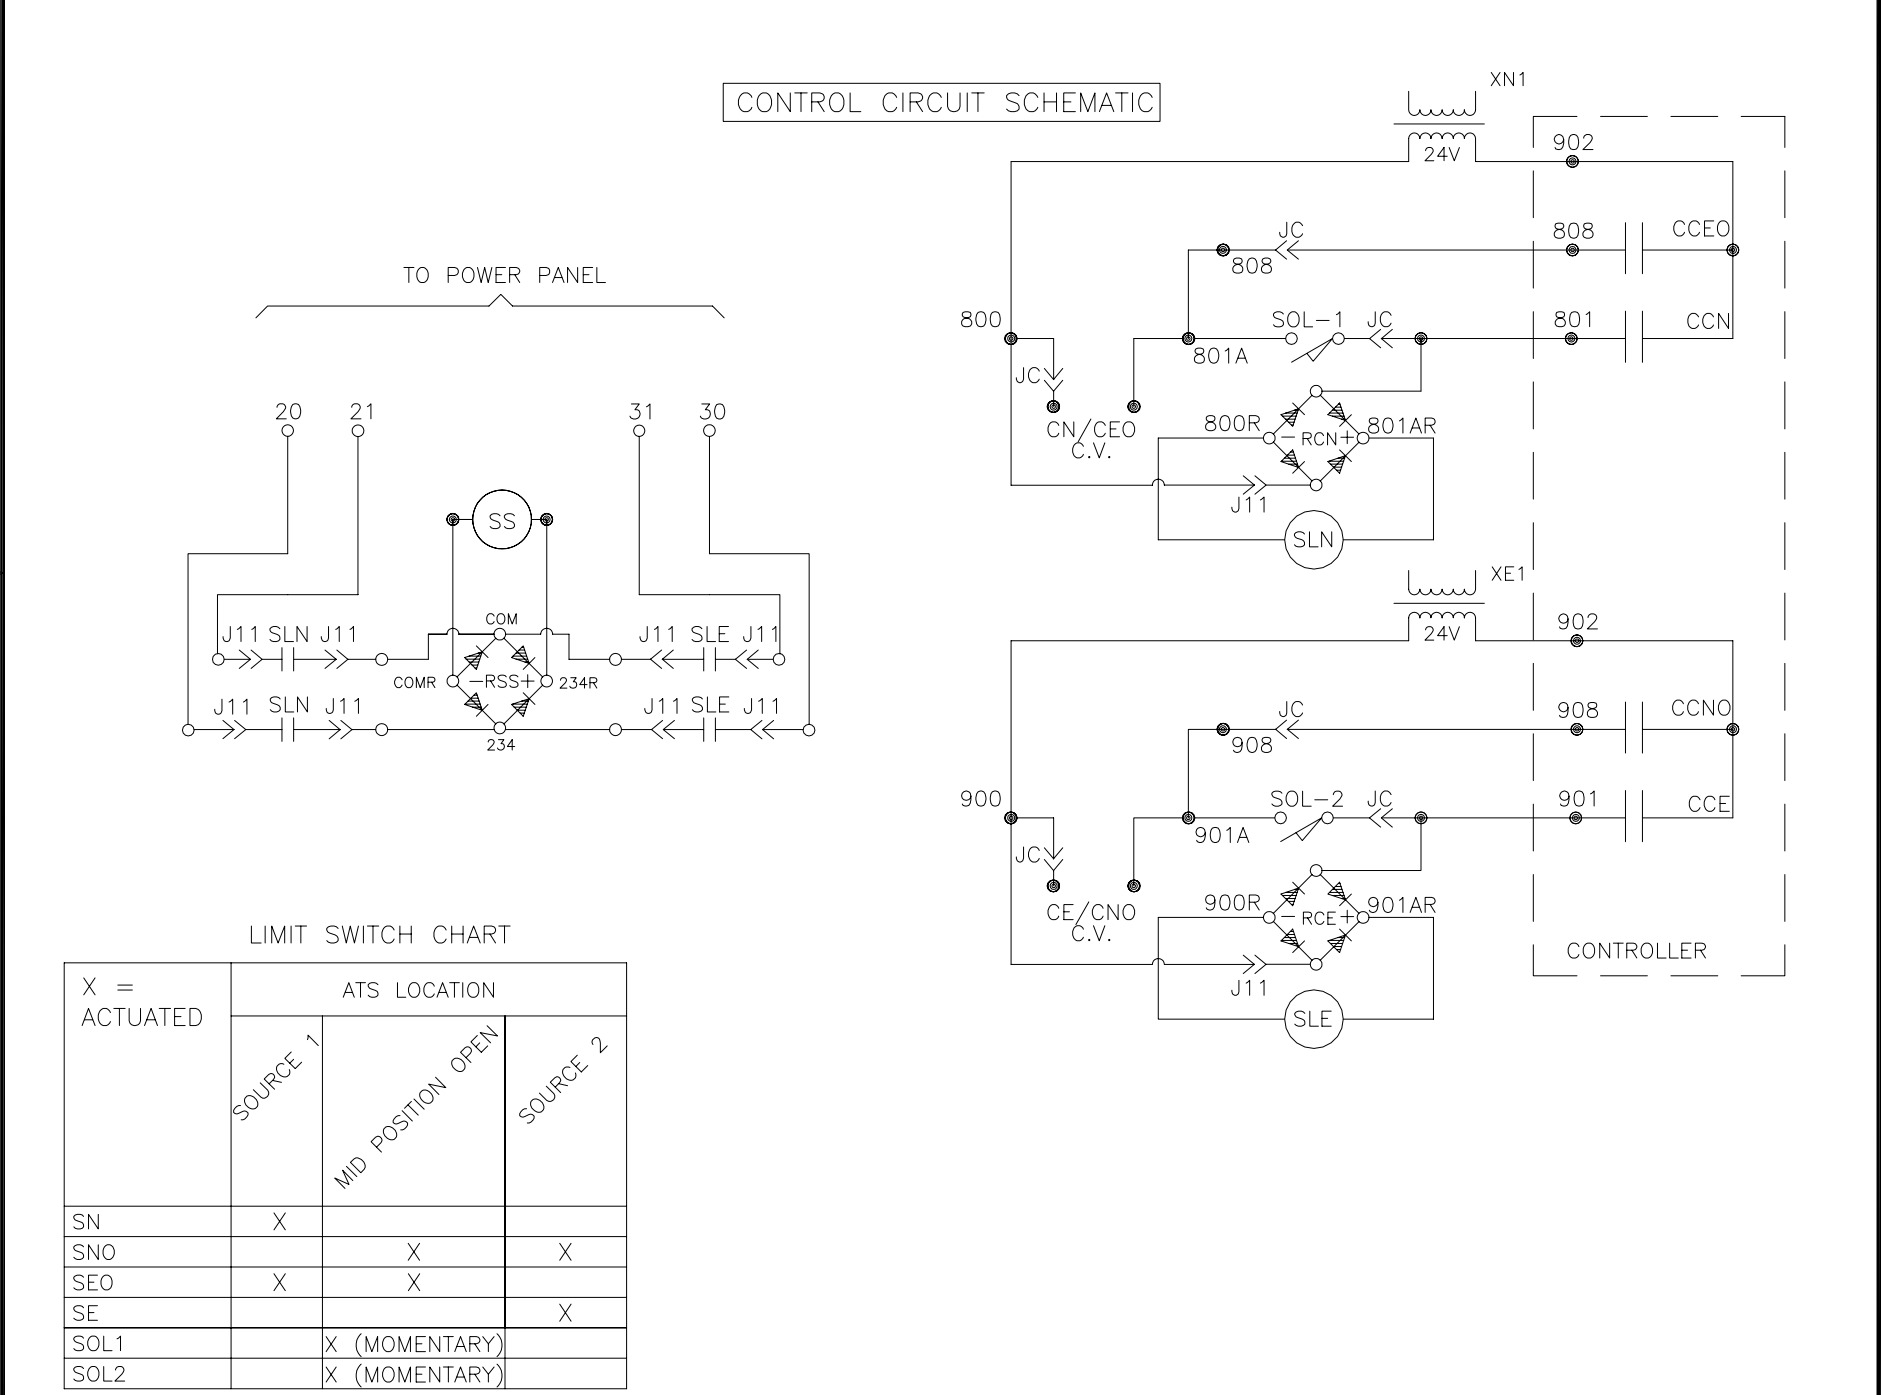 CONTROL CIRCUIT SCHEMATIC
XN1
24V
902
JC
808
808
CCEO
800
801A
SOL-1
JC
801
CCN
JC
CN/CEO
C.V.
800R
- RCN +
801AR
J11
SLN
XE1
24V
902
JC
908
908
CCNO
900
901A
SOL-2
JC
901
CCE
JC
CE/CNO
C.V.
900R
- RCE +
901AR
J11
SLE
CONTROLLER
TO POWER PANEL
20
21
31
30
SS
COM
J11 SLN J11
J11 SLE J11
COMR
-RSS+
234R
J11 SLN J11
J11 SLE J11
234
LIMIT SWITCH CHART
X =
ACTUATED
ATS LOCATION
SOURCE 1
MID POSITION OPEN
SOURCE 2
SN X
SNO X X
SEO X X
SE X
SOL1 X (MOMENTARY)
SOL2 X (MOMENTARY)